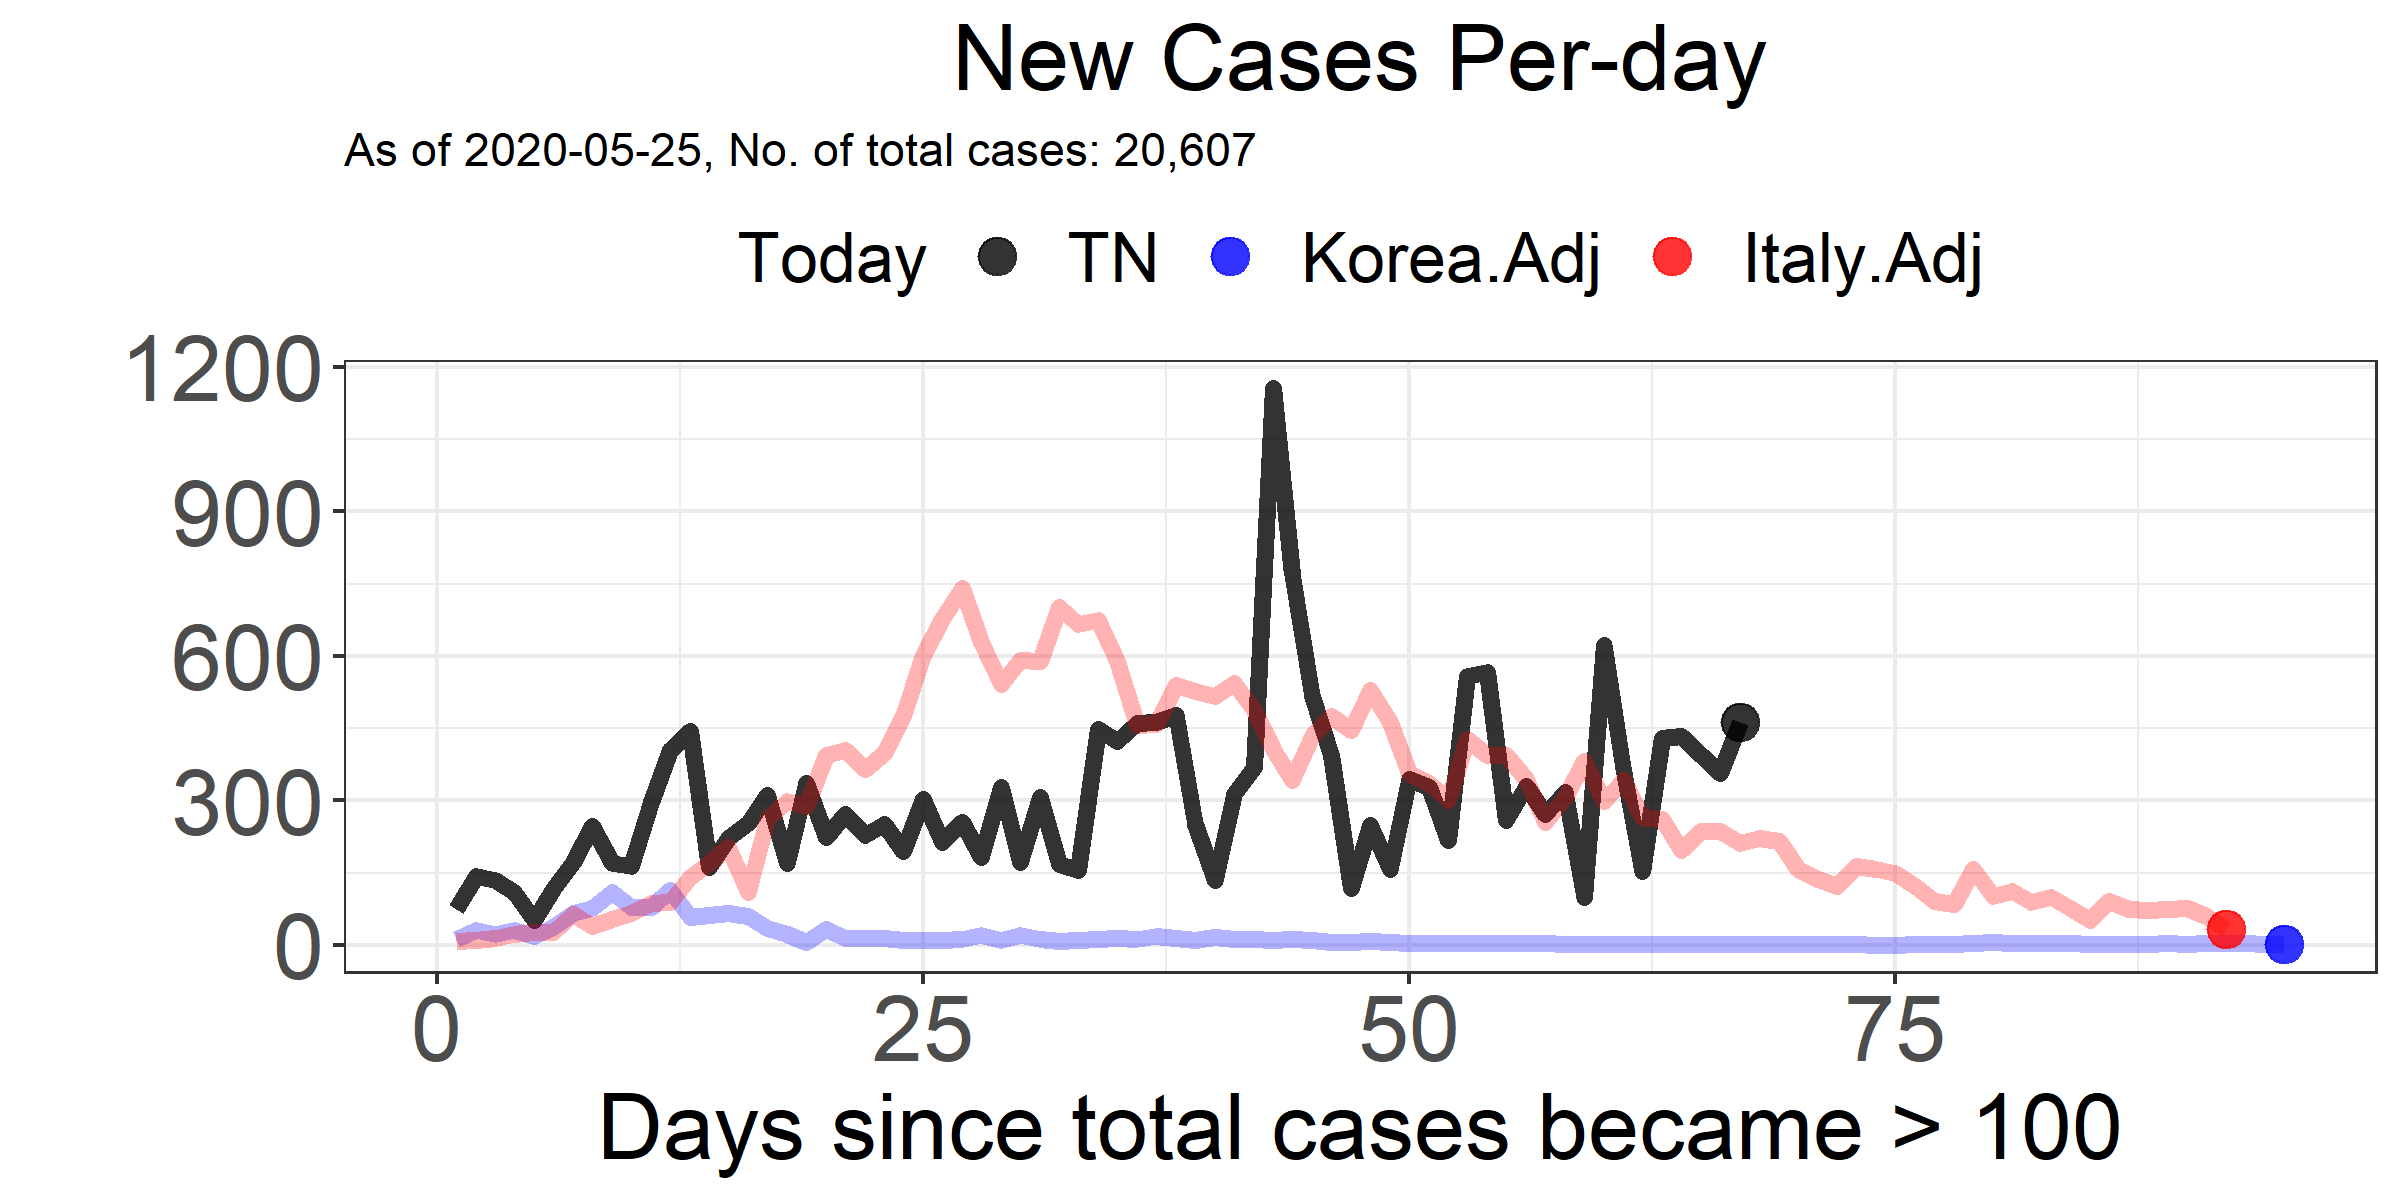 New Cases Per-day
As of 2020-05-25, No. of total cases: 20,607
Today TN Korea.Adj Italy.Adj
1200
900
600
300
0
0 25 50 75
Days since total cases became > 100